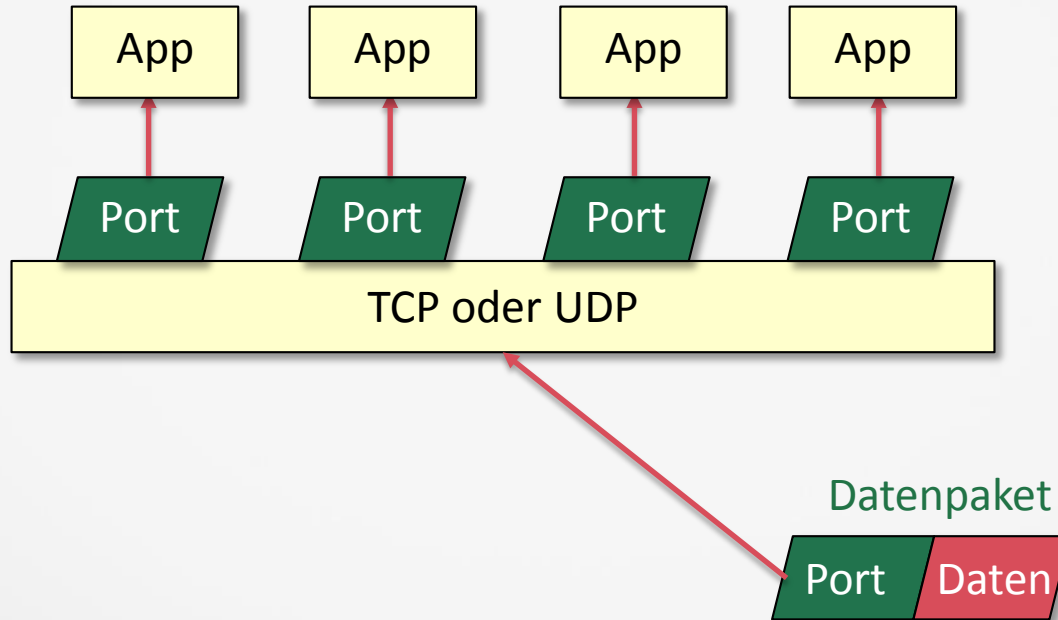 App
App
App
App
Port
Port
Port
Port
TCP oder UDP
Datenpaket
Port
Daten